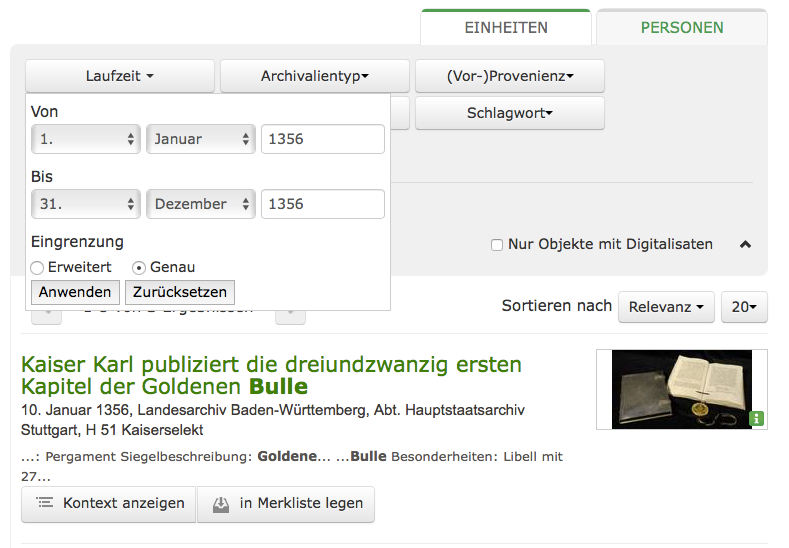 EINHEITEN
PERSONEN
Laufzeit
Archivalientyp
(Vor-)Provenienz
Schlagwort
Von
1.
Januar
1356
Bis
31.
Dezember
1356
Eingrenzung
Erweitert
Genau
Anwenden
Zurücksetzen
Nur Objekte mit Digitalisaten
Sortieren nach
Relevanz
20
Kaiser Karl publiziert die dreiundzwanzig ersten
Kapitel der Goldenen Bulle
10. Januar 1356, Landesarchiv Baden-Württemberg, Abt. Hauptstaatsarchiv
Stuttgart, H 51 Kaiserselekt
...: Pergament Siegelbeschreibung: Goldene... ...Bulle Besonderheiten: Libell mit
27...
Kontext anzeigen
in Merkliste legen